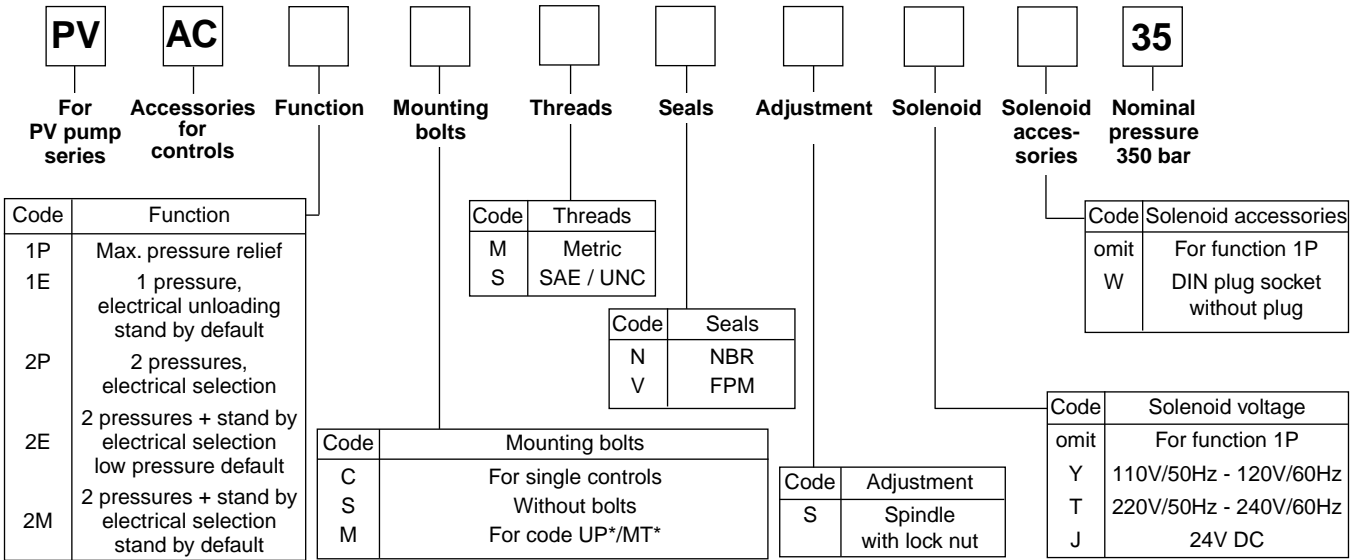 PV AC 35
For PV pump series
Accessories for controls
Function
Mounting bolts
Threads
Seals
Adjustment
Solenoid
Solenoid acces-
sories
Nominal pressure 350 bar
Code Function
1P Max. pressure relief
1E 1 pressure,
electrical unloading
stand by default
2P 2 pressures,
electrical selection
2E 2 pressures + stand by
electrical selection
low pressure default
2M 2 pressures + stand by
electrical selection
stand by default
Code Mounting bolts
C For single controls
S Without bolts
M For code UP*/MT*
Code Threads
M Metric
S SAE / UNC
Code Seals
N NBR
V FPM
Code Adjustment
S Spindle
with lock nut
Code Solenoid accessories
omit For function 1P
W DIN plug socket
without plug
Code Solenoid voltage
omit For function 1P
Y 110V/50Hz - 120V/60Hz
T 220V/50Hz - 240V/60Hz
J 24V DC